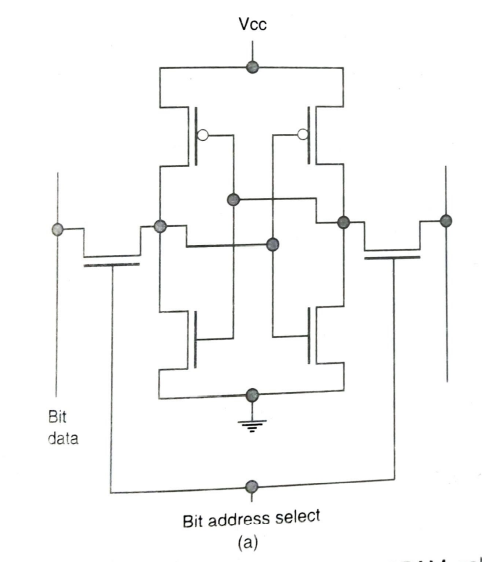 Vcc
Bit
data
Bit address select
(a)